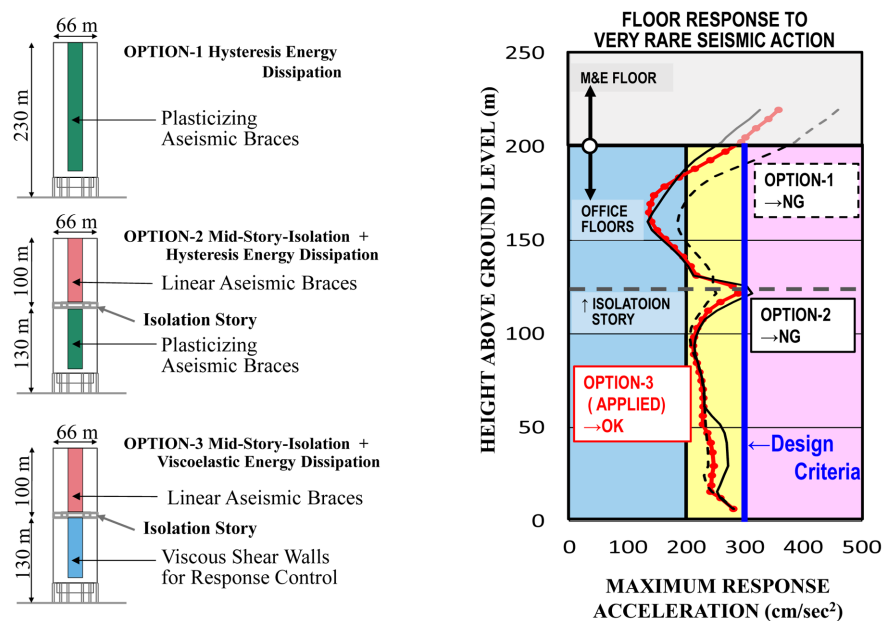 66 m
230 m
OPTION-1 Hysteresis Energy
Dissipation
Plasticizing
Aseismic Braces
66 m
100 m
130 m
OPTION-2 Mid-Story-Isolation +
Hysteresis Energy Dissipation
Linear Aseismic Braces
Isolation Story
Plasticizing
Aseismic Braces
66 m
100 m
130 m
OPTION-3 Mid-Story-Isolation +
Viscoelastic Energy Dissipation
Linear Aseismic Braces
Isolation Story
Viscous Shear Walls
for Response Control
FLOOR RESPONSE TO
VERY RARE SEISMIC ACTION
HEIGHT ABOVE GROUND LEVEL (m)
250
200
150
100
50
0
M&E FLOOR
OFFICE
FLOORS
OPTION-1
→NG
↑ ISOLATOION
STORY
OPTION-2
→NG
OPTION-3
( APPLIED)
→OK
←Design
Criteria
0 100 200 300 400 500
MAXIMUM RESPONSE
ACCELERATION (cm/sec²)